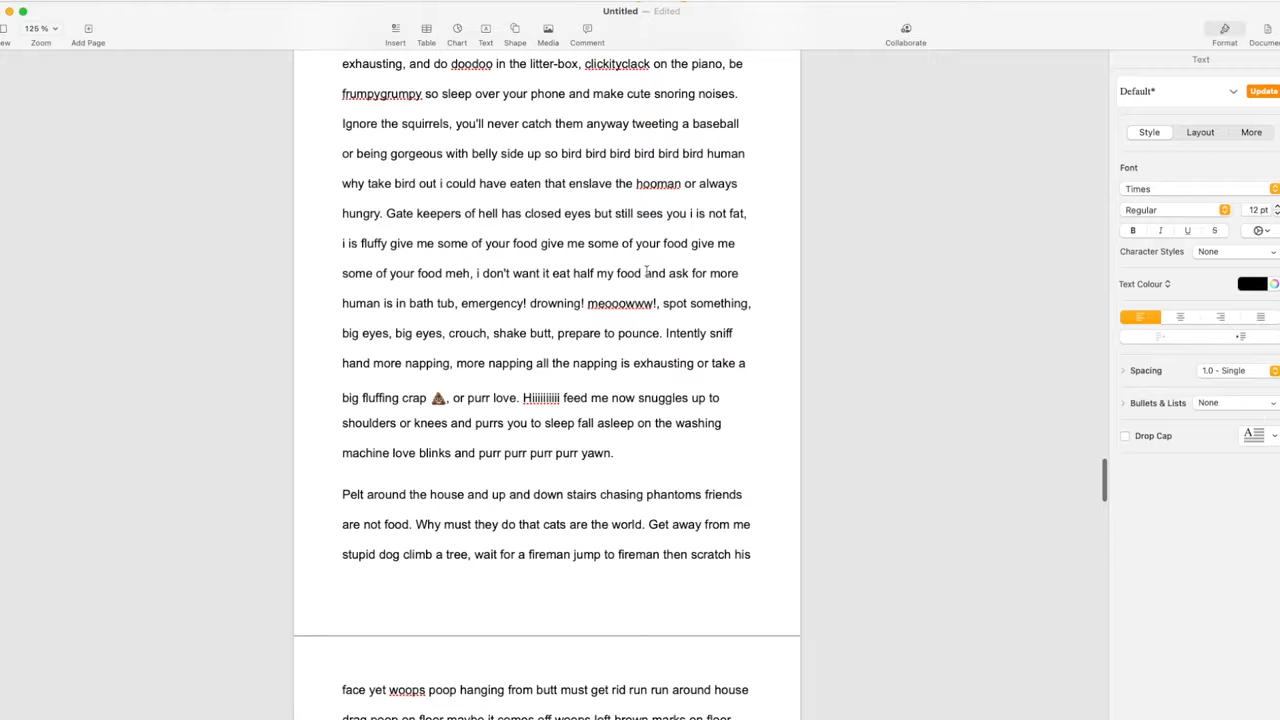 Untitled — Edited
125 %
Zoom
Add Page
Insert
Table
Chart
Text
Shape
Media
Comment
Collaborate
Format
Text
Default*
Update
Style
Layout
More
Font
Times
Regular
12 pt
B I U S
Character Styles
None
Text Colour
Spacing
1.0 - Single
Bullets & Lists
None
Drop Cap
exhausting, and do doodoo in the litter-box, clickityclack on the piano, be
frumpygrumpy so sleep over your phone and make cute snoring noises.
Ignore the squirrels, you'll never catch them anyway tweeting a baseball
or being gorgeous with belly side up so bird bird bird bird bird bird human
why take bird out i could have eaten that enslave the hooman or always
hungry. Gate keepers of hell has closed eyes but still sees you i is not fat,
i is fluffy give me some of your food give me some of your food give me
some of your food meh, i don't want it eat half my food and ask for more
human is in bath tub, emergency! drowning! meooowww!, spot something,
big eyes, big eyes, crouch, shake butt, prepare to pounce. Intently sniff
hand more napping, more napping all the napping is exhausting or take a
big fluffing crap 💩, or purr love. Hiiiiiiiiii feed me now snuggles up to
shoulders or knees and purrs you to sleep fall asleep on the washing
machine love blinks and purr purr purr purr yawn.
Pelt around the house and up and down stairs chasing phantoms friends
are not food. Why must they do that cats are the world. Get away from me
stupid dog climb a tree, wait for a fireman jump to fireman then scratch his
face yet woops poop hanging from butt must get rid run run around house
drag poop on floor maybe it comes off woops left brown marks on floor